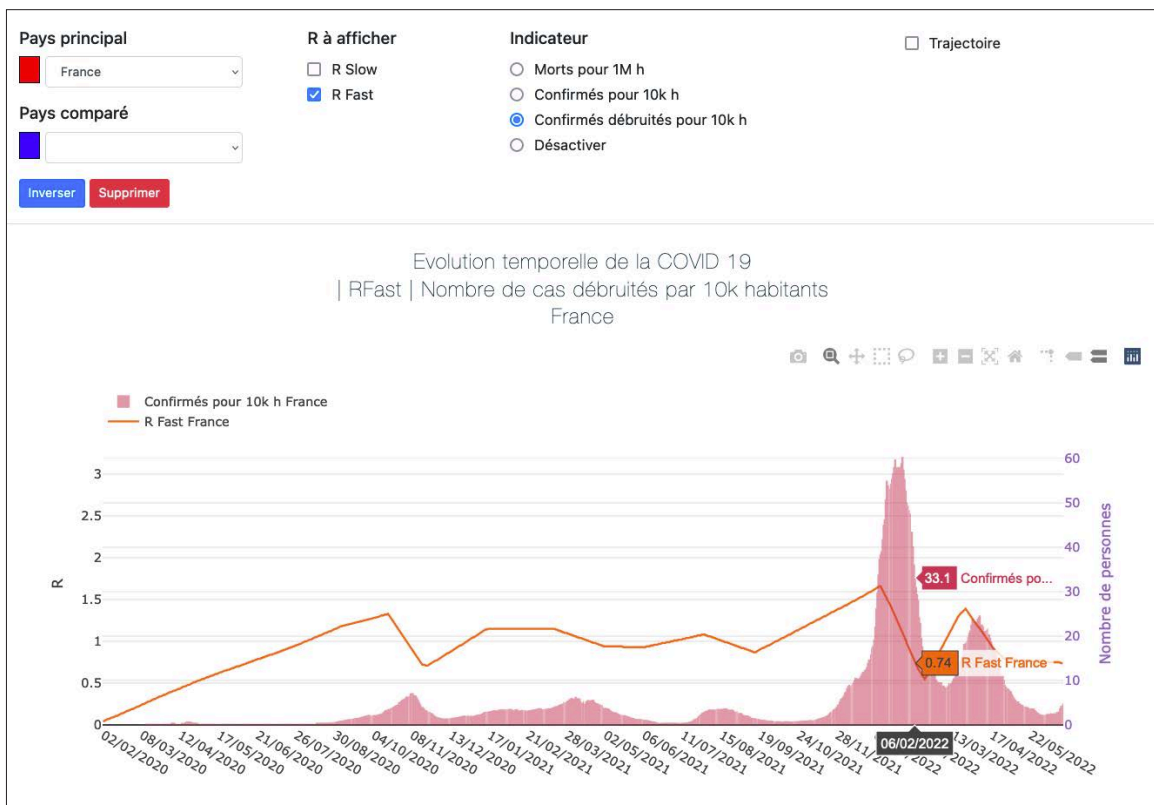 Pays principal
France
Pays comparé
Inverser
Supprimer
R à afficher
R Slow
R Fast
Indicateur
Morts pour 1M h
Confirmés pour 10k h
Confirmés débruités pour 10k h
Désactiver
Trajectoire
Evolution temporelle de la COVID 19
| RFast | Nombre de cas débruités par 10k habitants
France
Confirmés pour 10k h France
R Fast France
3
2.5
2
1.5
1
0.5
0
R
60
50
40
30
20
10
0
Nombre de personnes
33.1 Confirmés po...
0.74 R Fast France
02/02/2020
08/03/2020
12/04/2020
17/05/2020
21/06/2020
26/07/2020
30/08/2020
04/10/2020
08/11/2020
13/12/2020
17/01/2021
21/02/2021
28/03/2021
02/05/2021
06/06/2021
11/07/2021
15/08/2021
19/09/2021
24/10/2021
28/11/2021
06/02/2022
13/03/2022
17/04/2022
22/05/2022